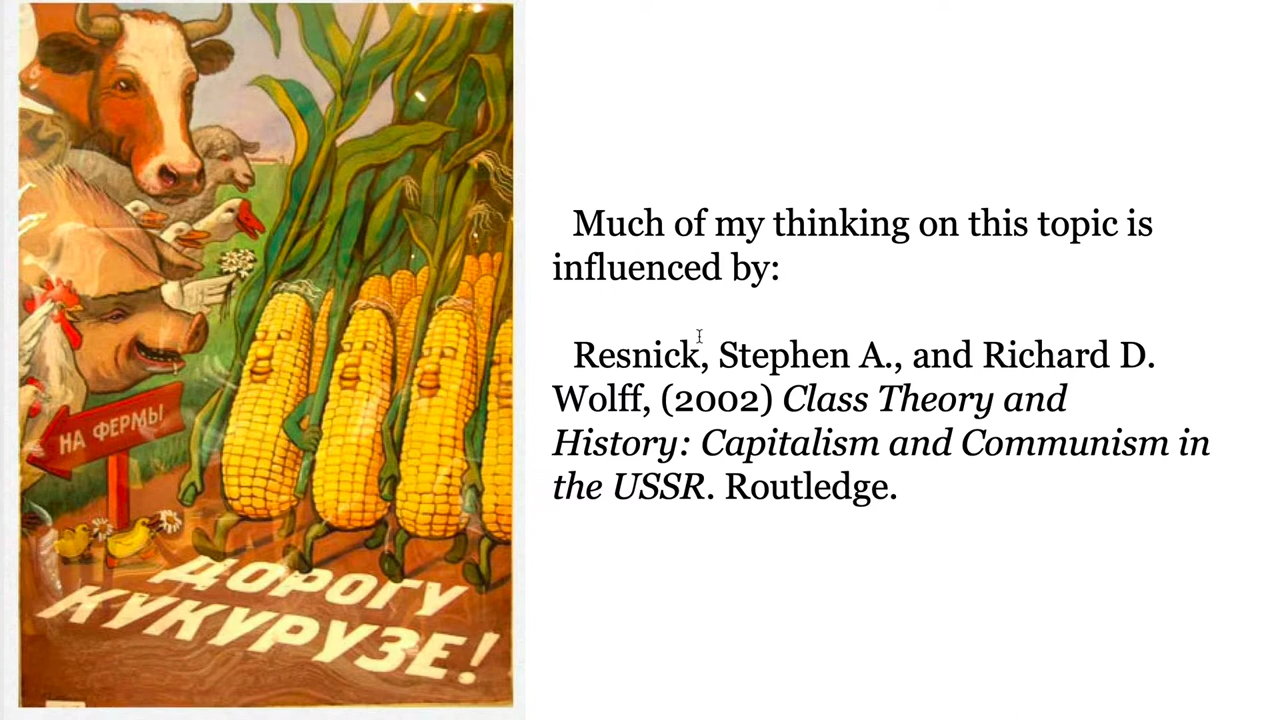 НА ФЕРМЫ
ДОРОГУ
КУКУРУЗЕ!
Much of my thinking on this topic is
influenced by:
Resnick, Stephen A., and Richard D.
Wolff, (2002) Class Theory and
History: Capitalism and Communism in
the USSR. Routledge.